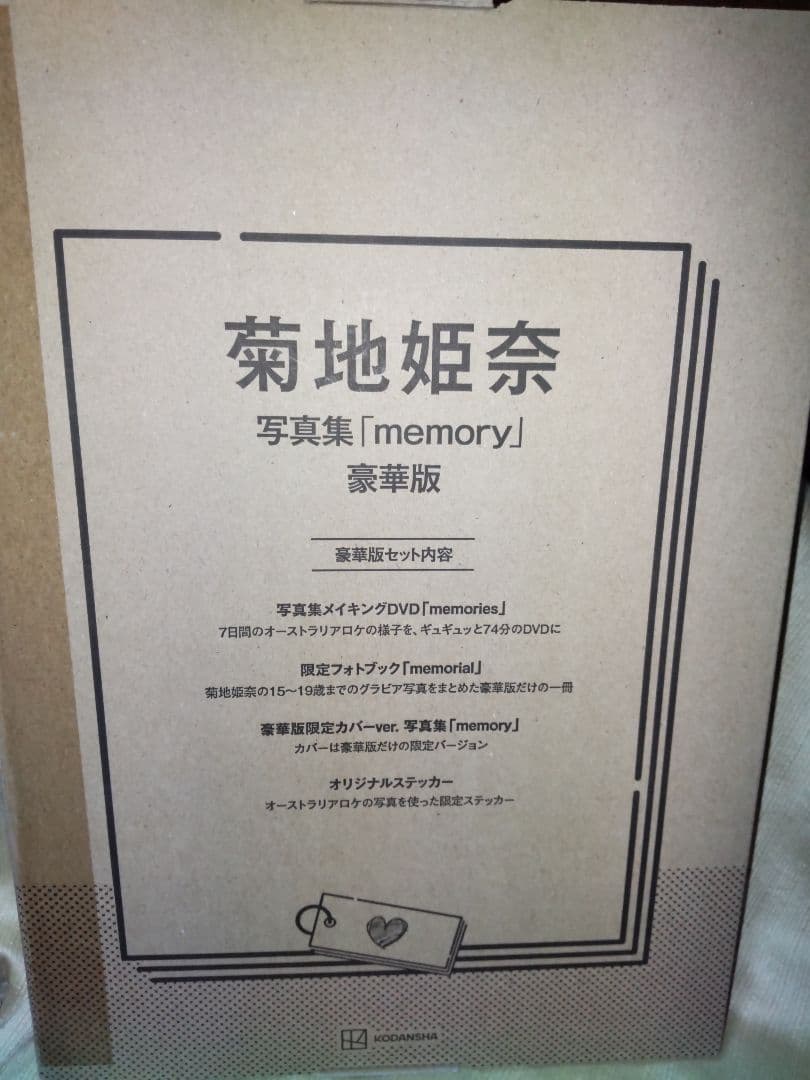 菊地姫奈
写真集「memory」
豪華版
豪華版セット内容
写真集メイキングDVD「memories」
7日間のオーストラリアロケの様子を、ギュギュッと74分のDVDに
限定フォトブック「memorial」
菊地姫奈の15〜19歳までのグラビア写真をまとめた豪華版だけの一冊
豪華版限定カバーver. 写真集「memory」
カバーは豪華版だけの限定バージョン
オリジナルステッカー
オーストラリアロケの写真を使った限定ステッカー
KODANSHA